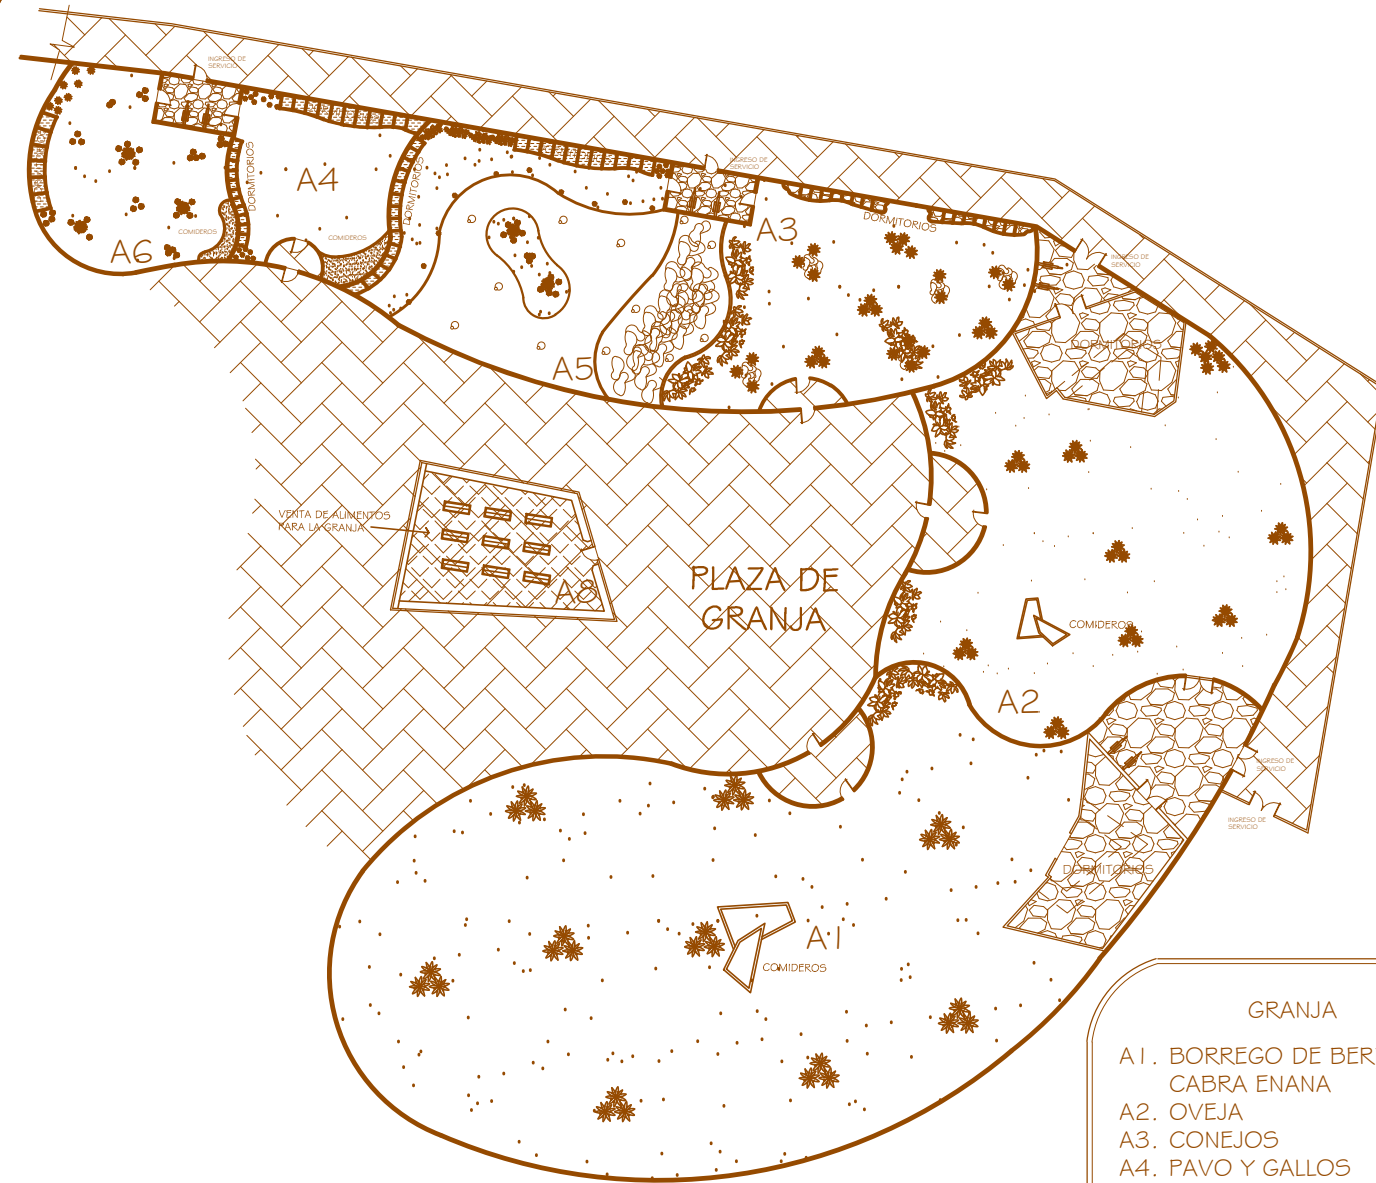 INGRESO DE
SERVICIO
DORMITORIOS
A4
DORMITORIOS
COMIDEROS
COMIDEROS
A6
INGRESO DE
SERVICIO
A3
DORMITORIOS
A5
INGRESO DE
SERVICIO
DORMITORIOS
VENTA DE ALIMENTOS
PARA LA GRANJA
A8
PLAZA DE
GRANJA
COMIDEROS
A2
INGRESO DE
SERVICIO
INGRESO DE
SERVICIO
DORMITORIOS
A1
COMIDEROS
GRANJA
A1. BORREGO DE BER
CABRA ENANA
A2. OVEJA
A3. CONEJOS
A4. PAVO Y GALLOS